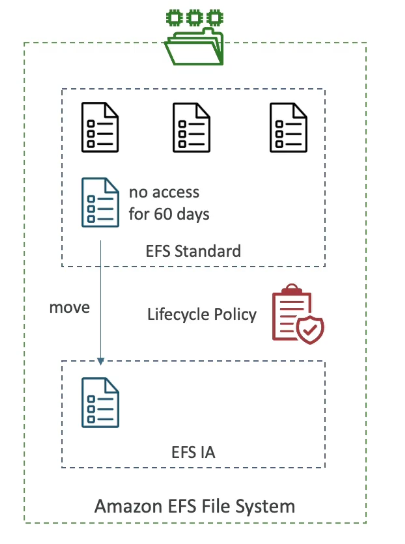 no access
for 60 days
EFS Standard
move
Lifecycle Policy
EFS IA
Amazon EFS File System